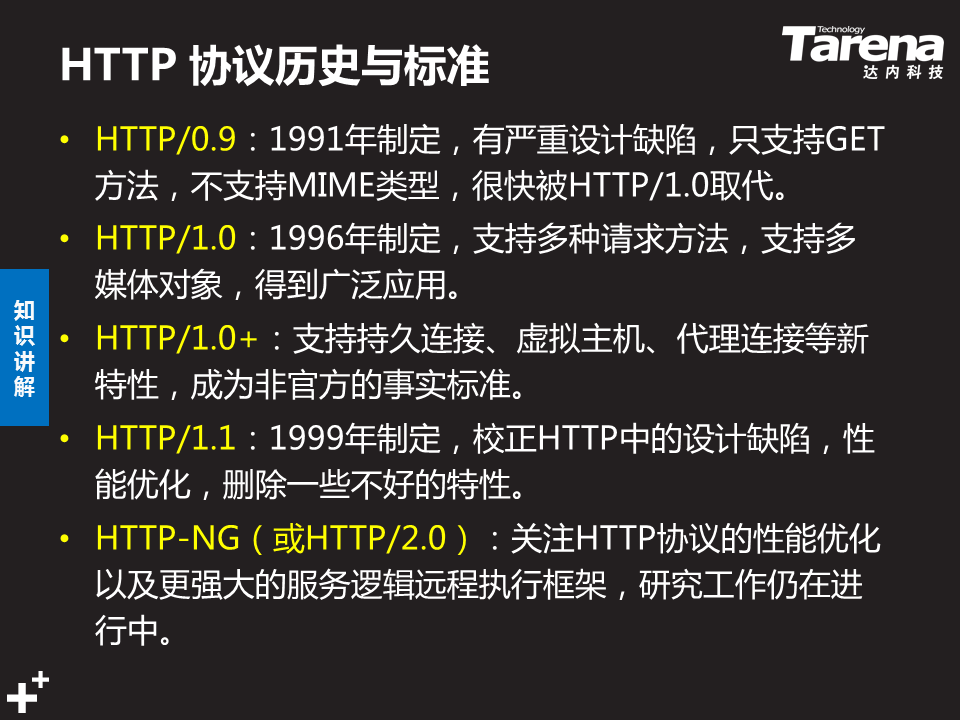 HTTP 协议历史与标准
Technology
Tarena
达内科技
• HTTP/0.9：1991年制定，有严重设计缺陷，只支持GET
方法，不支持MIME类型，很快被HTTP/1.0取代。
• HTTP/1.0：1996年制定，支持多种请求方法，支持多
媒体对象，得到广泛应用。
• HTTP/1.0+：支持持久连接、虚拟主机、代理连接等新
特性，成为非官方的事实标准。
• HTTP/1.1：1999年制定，校正HTTP中的设计缺陷，性
能优化，删除一些不好的特性。
• HTTP-NG（或HTTP/2.0）：关注HTTP协议的性能优化
以及更强大的服务逻辑远程执行框架，研究工作仍在进
行中。
知
识
讲
解